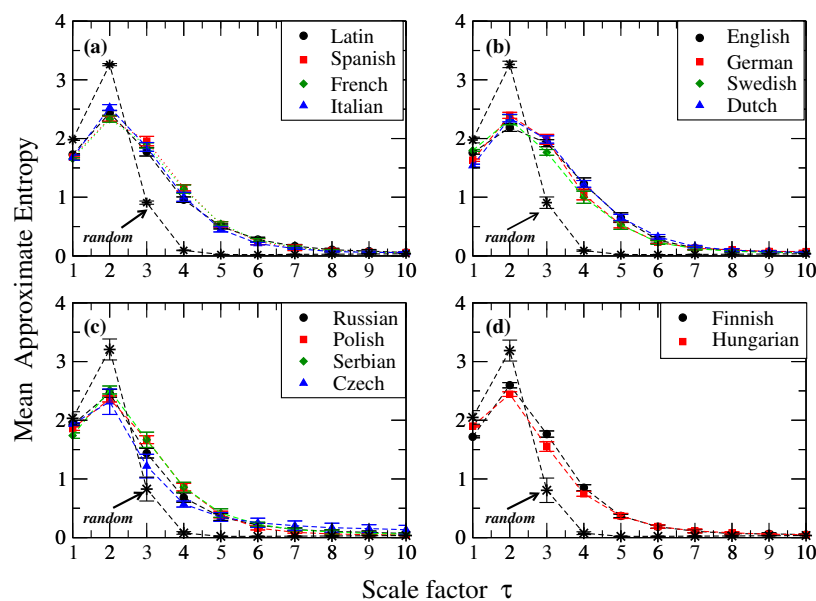 Mean Approximate Entropy
4
3
2
1
0
(a)
Latin
Spanish
French
Italian
random
1 2 3 4 5 6 7 8 9 10
4
3
2
1
0
(b)
English
German
Swedish
Dutch
random
1 2 3 4 5 6 7 8 9 10
4
3
2
1
0
(c)
Russian
Polish
Serbian
Czech
random
1 2 3 4 5 6 7 8 9 10
4
3
2
1
0
(d)
Finnish
Hungarian
random
1 2 3 4 5 6 7 8 9 10
Scale factor τ